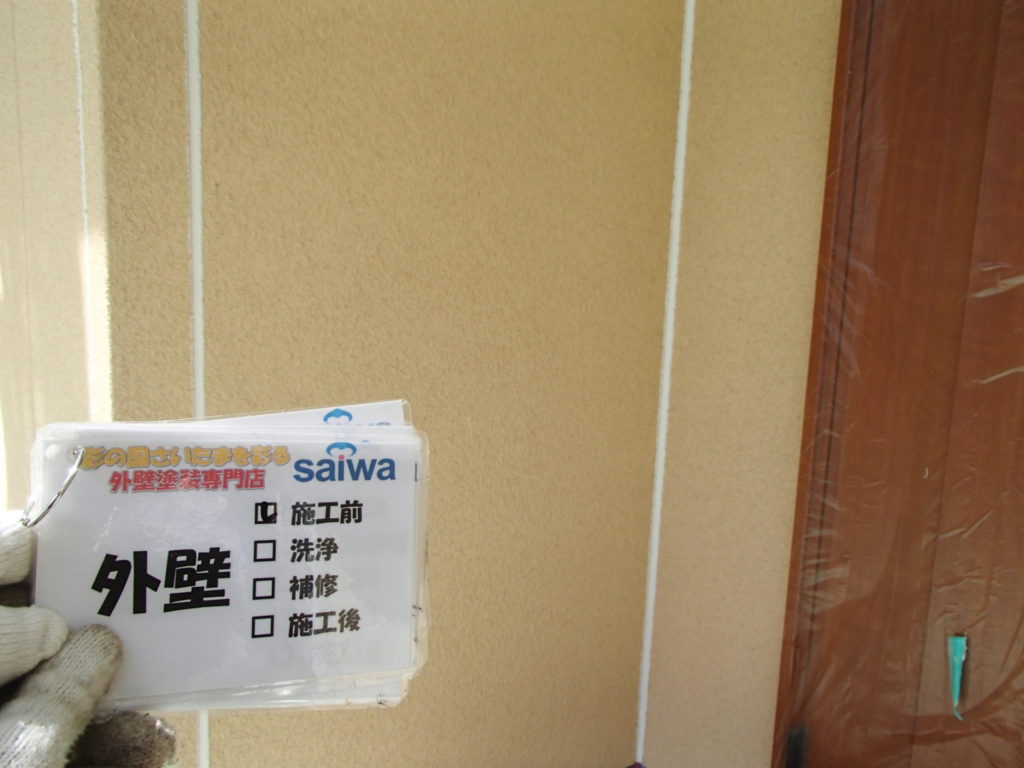 彩の国さいたまを彩る
外壁塗装専門店
saiwa
外壁
施工前
洗浄
補修
施工後